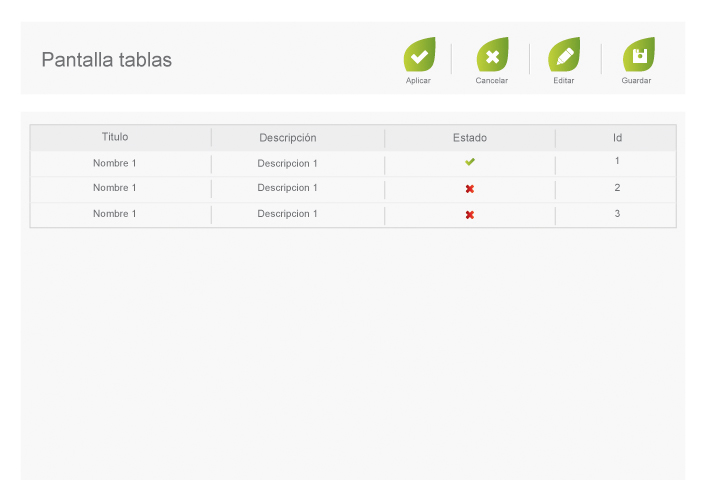 Pantalla tablas
Aplicar Cancelar Editar Guardar
Titulo Descripción Estado Id
Nombre 1 Descripcion 1 1
Nombre 1 Descripcion 1 2
Nombre 1 Descripcion 1 3